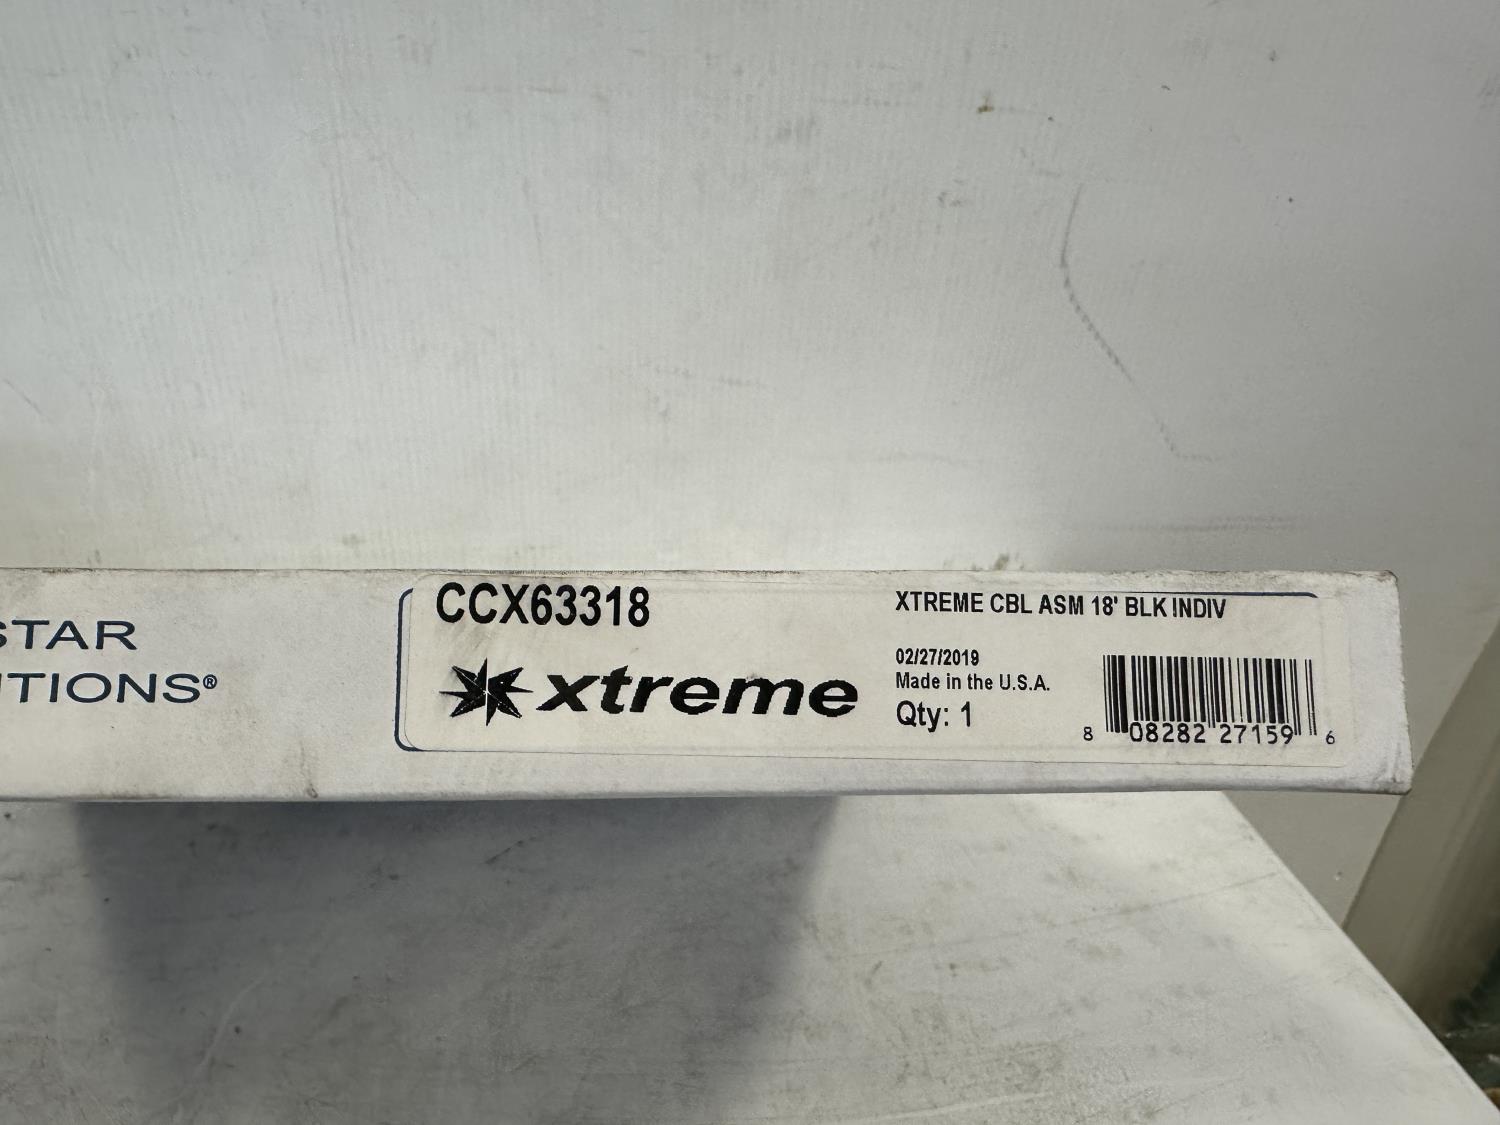 STAR
ITIONS®
CCX63318
xtreme
XTREME CBL ASM 18' BLK INDIV
02/27/2019
Made in the U.S.A.
Qty: 1
8 08282 27159 6